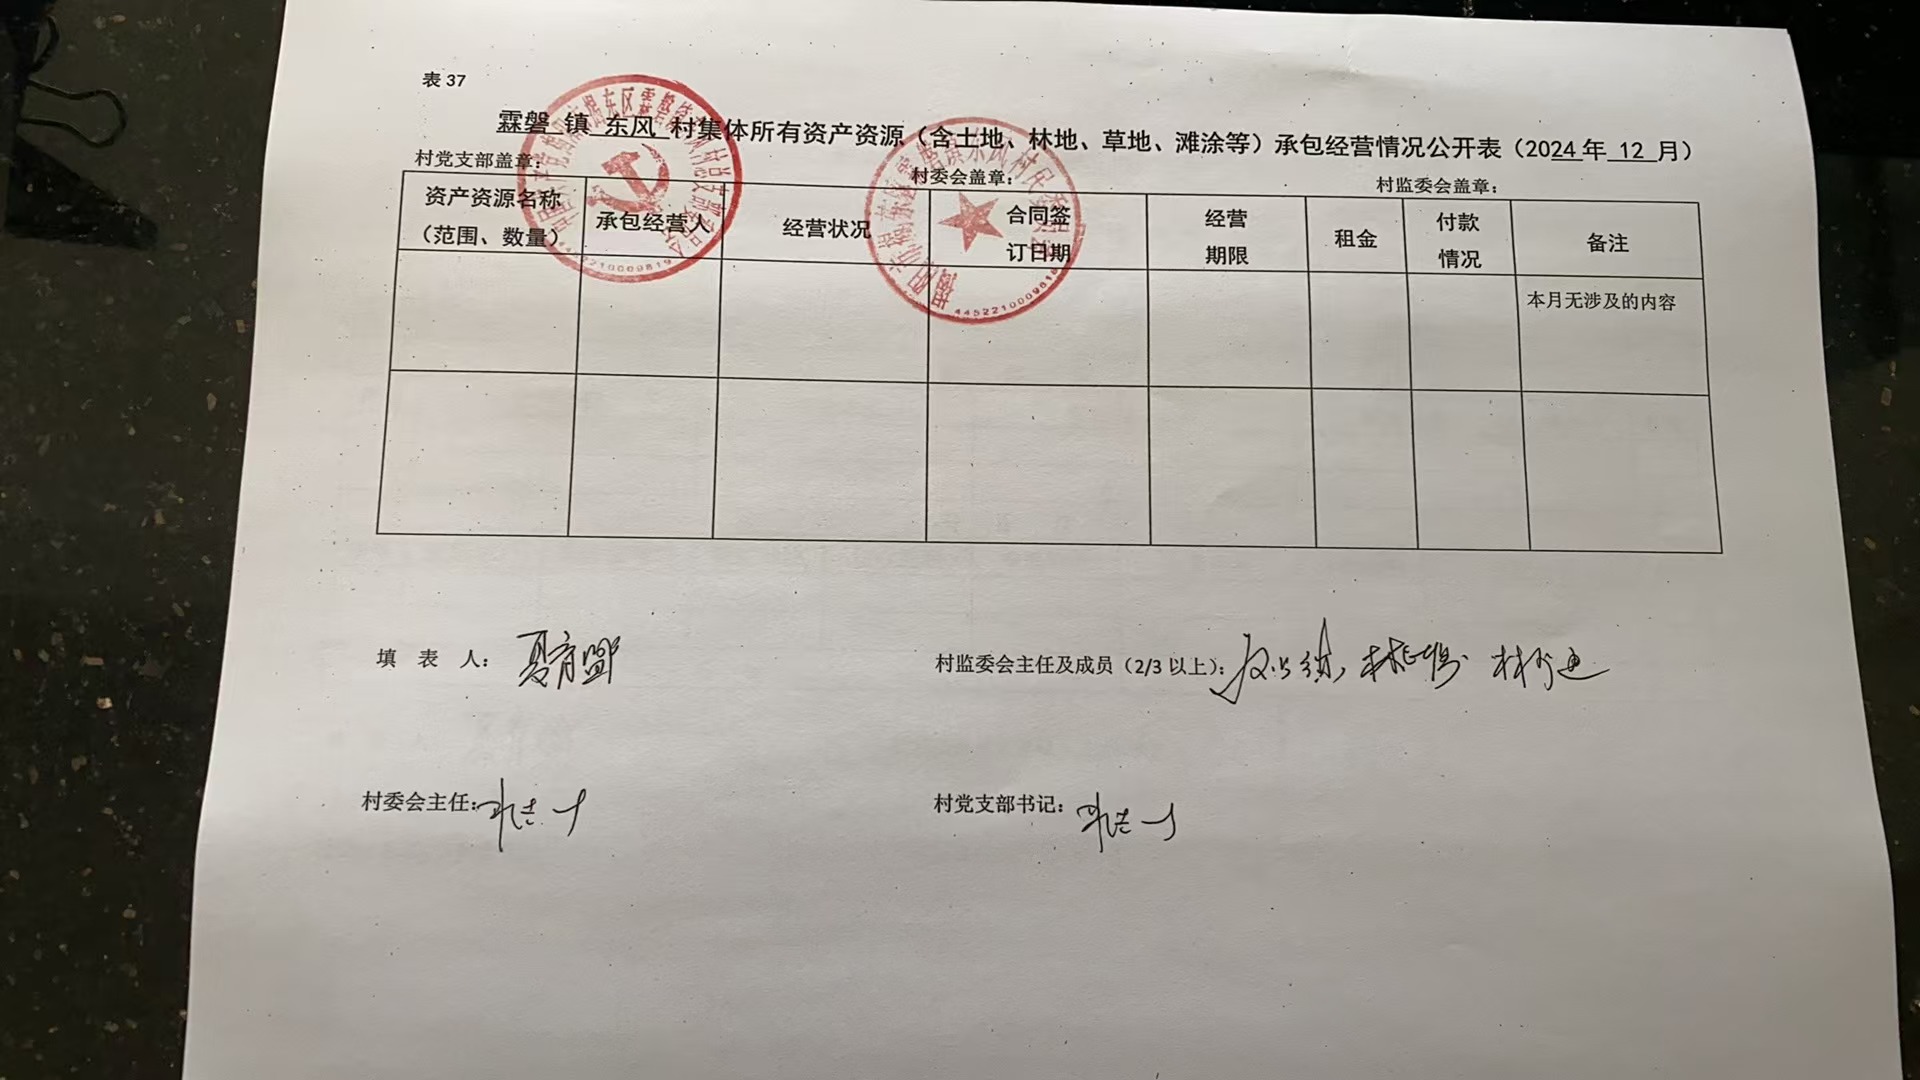 表 37
霖磐 镇 东风 村集体所有资产资源（含土地、林地、草地、滩涂等）承包经营情况公开表（2024 年 12 月）
村党支部盖章： 村委会盖章： 村监委会盖章：
资产资源名称（范围、数量） 承包经营人 经营状况 合同签订日期 经营期限 租金 付款情况 备注
本月无涉及的内容
4452210009819
填 表 人：
村监委会主任及成员（2/3 以上）：
村委会主任：
村党支部书记：